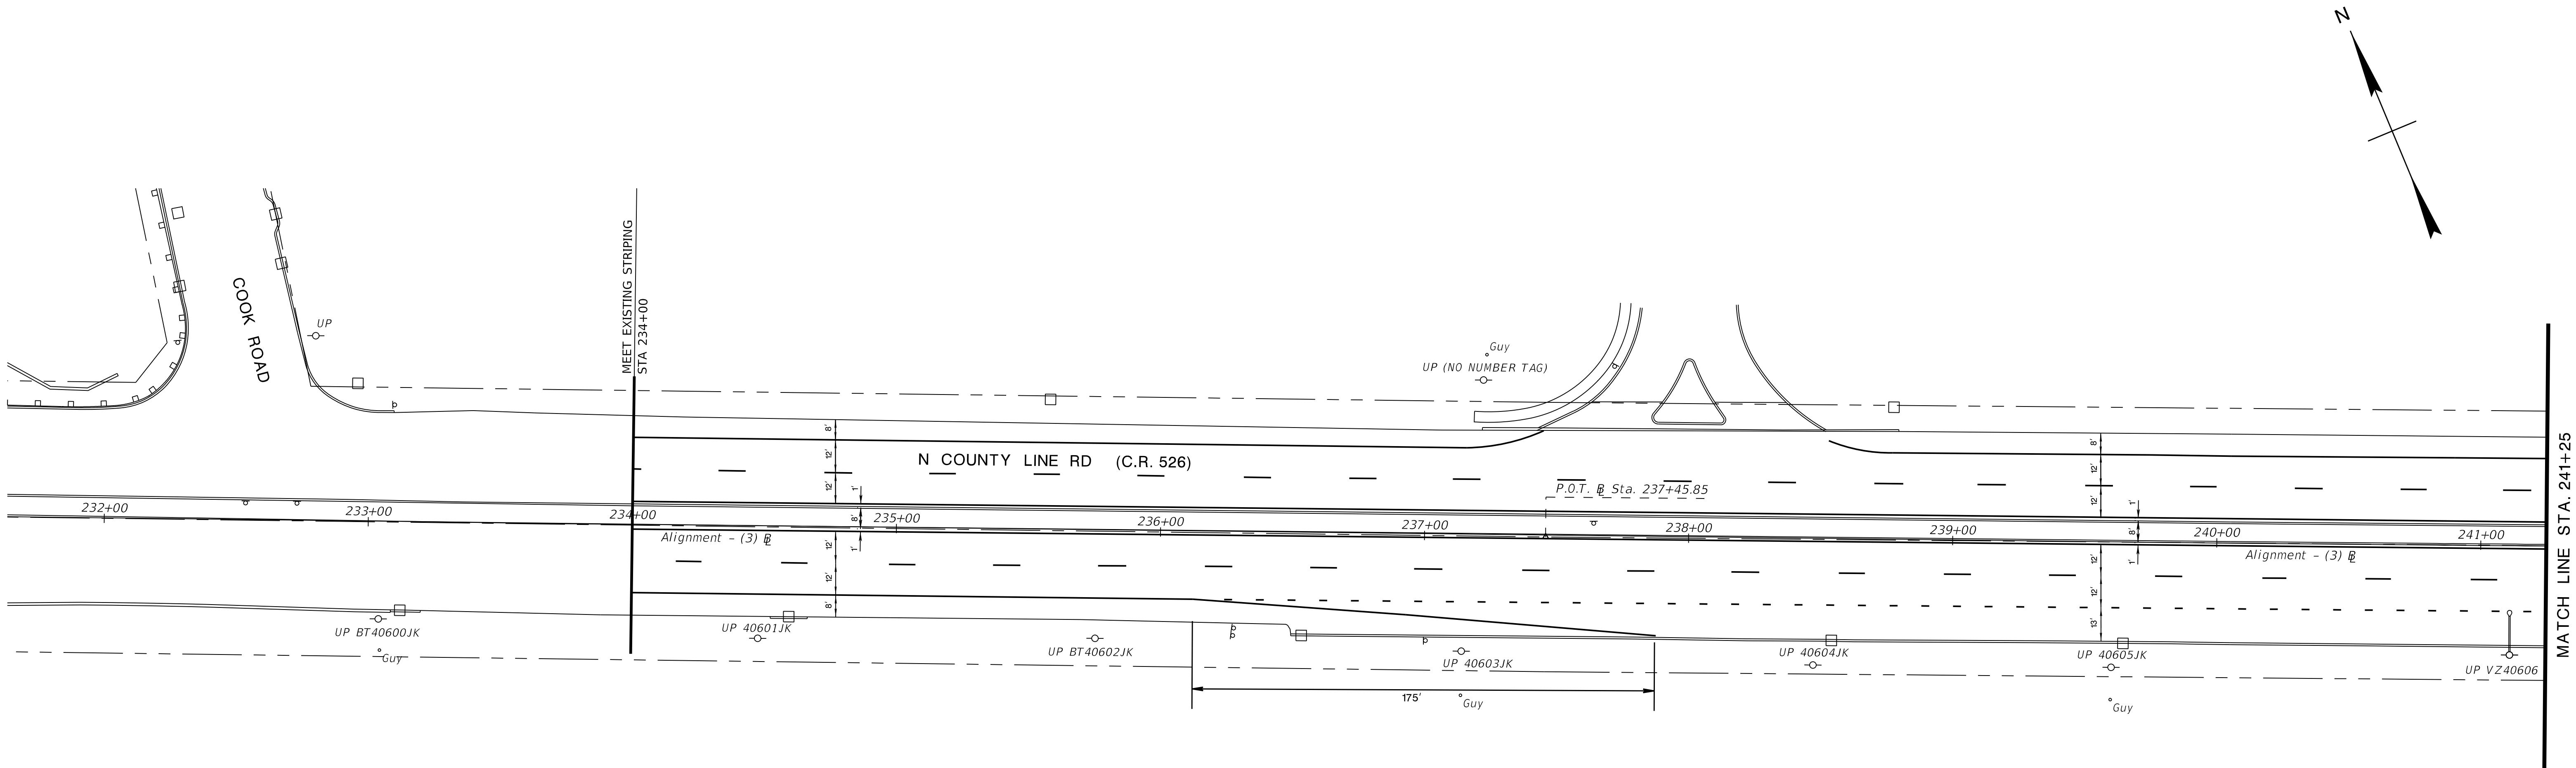 N
COOK ROAD
UP
MEET EXISTING STRIPING
STA 234+00
Guy
UP (NO NUMBER TAG)
8'
12'
12'
1'
8'
1'
12'
12'
8'
N COUNTY LINE RD (C.R. 526)
P.O.T. BL Sta. 237+45.85
8'
12'
12'
1'
8'
1'
12'
12'
13'
232+00
233+00
234+00
235+00
236+00
237+00
238+00
239+00
240+00
241+00
Alignment - (3) BL
Alignment - (3) BL
MATCH LINE STA. 241+25
UP BT40600JK
Guy
UP 40601JK
UP BT40602JK
UP 40603JK
UP 40604JK
UP 40605JK
UP VZ40606
175'
Guy
Guy